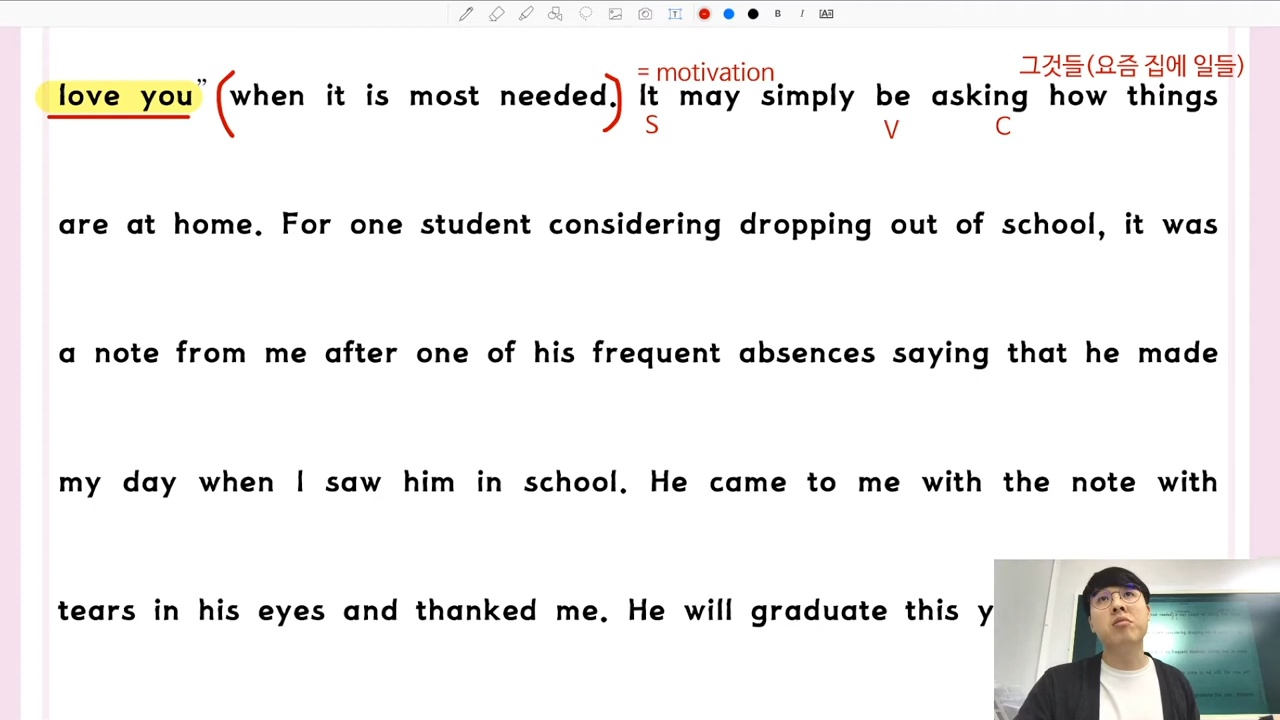 = motivation 그것들(요즘 집에 일들)
love you” (when it is most needed.) It may simply be asking how things
S V C
are at home. For one student considering dropping out of school, it was
a note from me after one of his frequent absences saying that he made
my day when I saw him in school. He came to me with the note with
tears in his eyes and thanked me. He will graduate this y